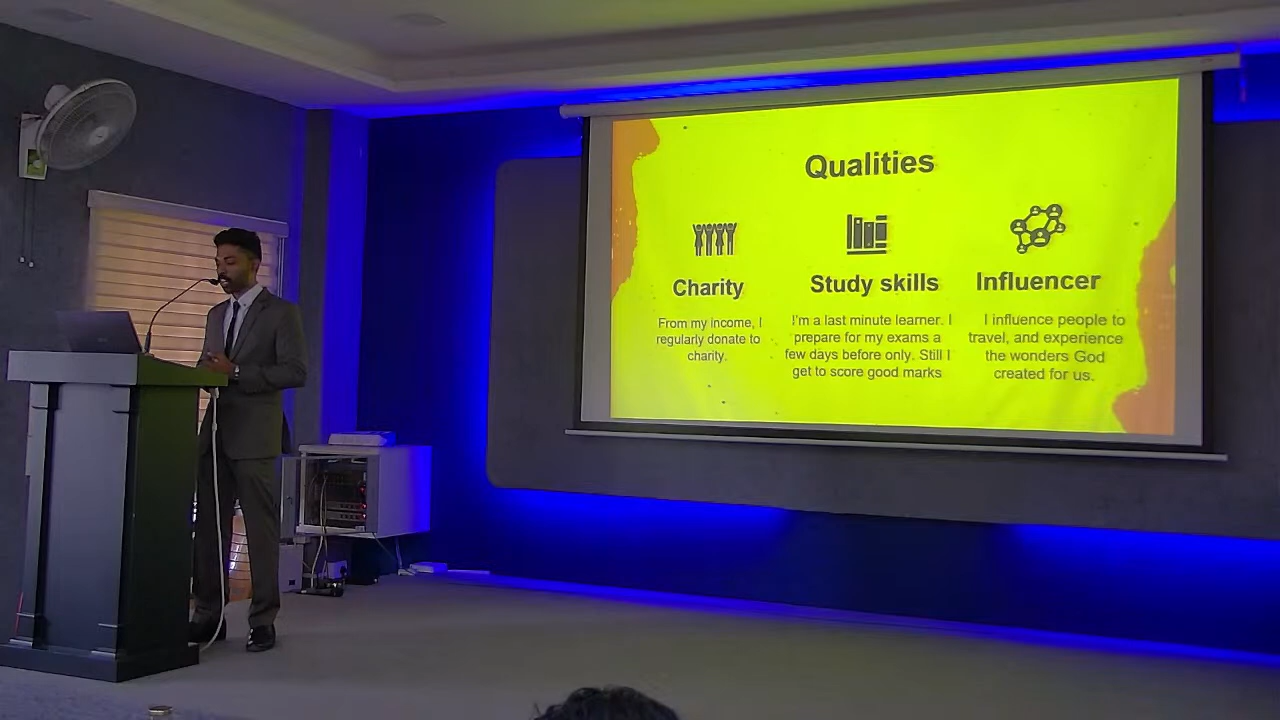 Qualities
Charity
From my income, I
regularly donate to
charity.
Study skills
I'm a last minute learner. I
prepare for my exams a
few days before only. Still I
get to score good marks
Influencer
I influence people to
travel, and experience
the wonders God
created for us.